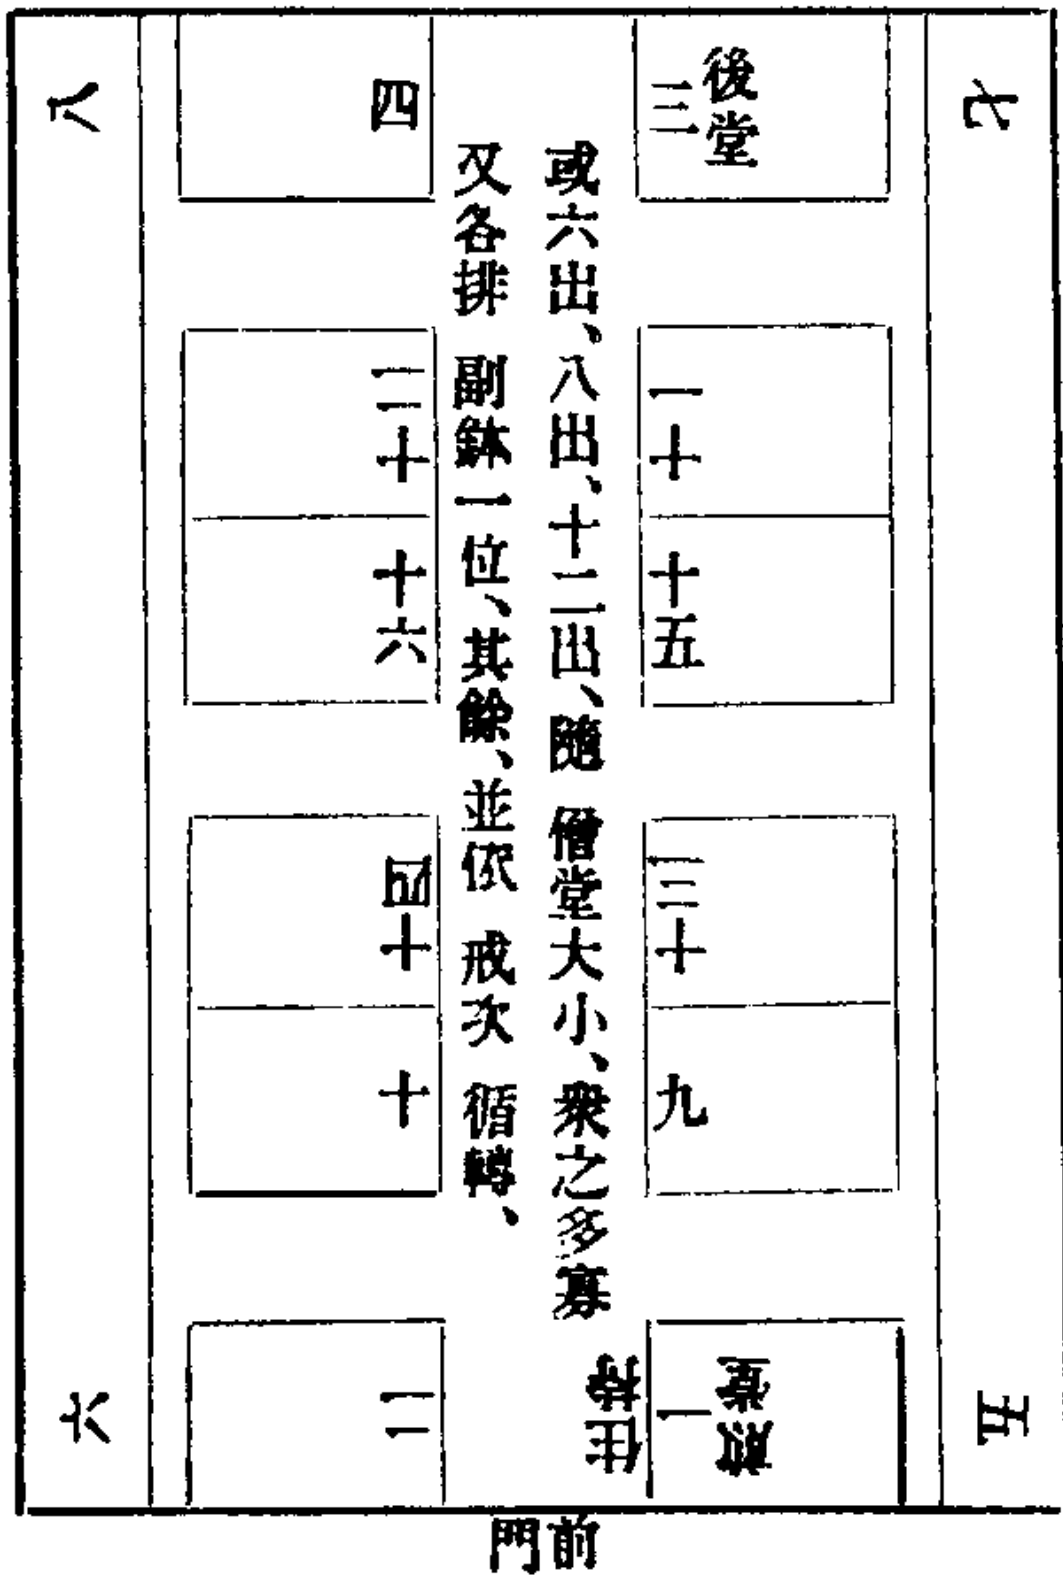 七
後堂
三
四
八
或六出、八出、十二出、隨 僧堂大小、衆之多寡
又各排 副鉢一位、其餘、並依 戒次 循轉、
十一
十五
十二
十六
十三
九
十四
十
五
前堂
一
住持
二
六
前門